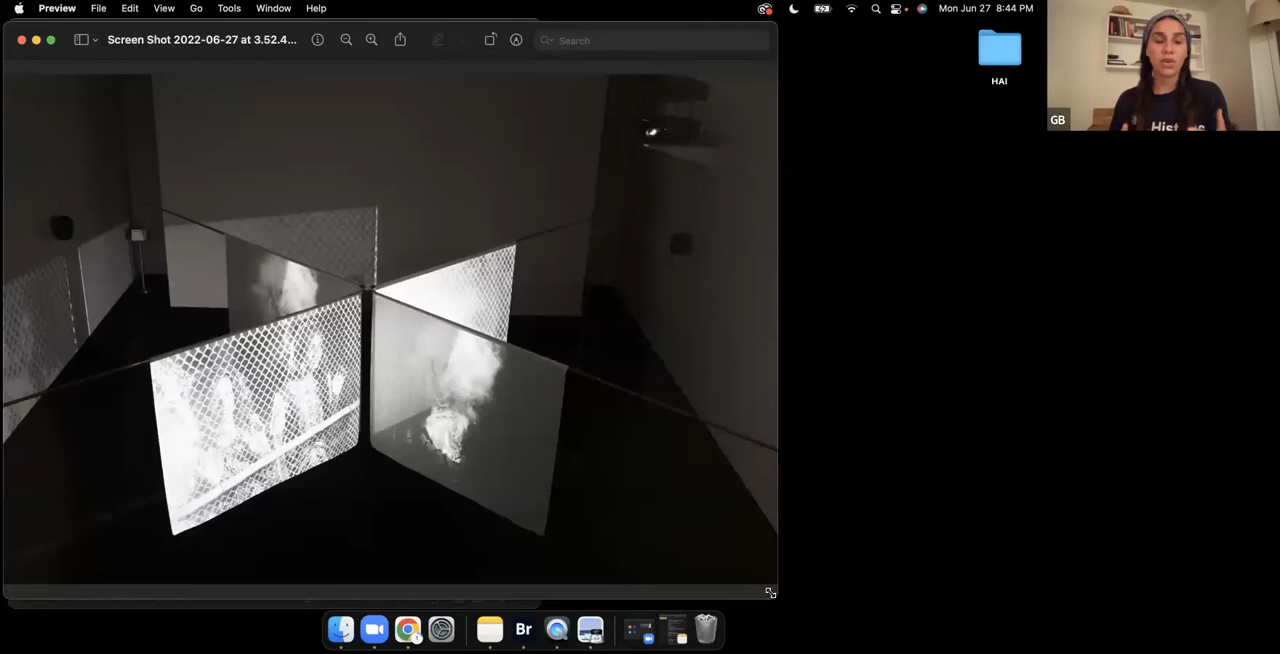 Preview File Edit View Go Tools Window Help Mon Jun 27 8:44 PM
Screen Shot 2022-06-27 at 3.52.4... Search
HAI
GB
Br